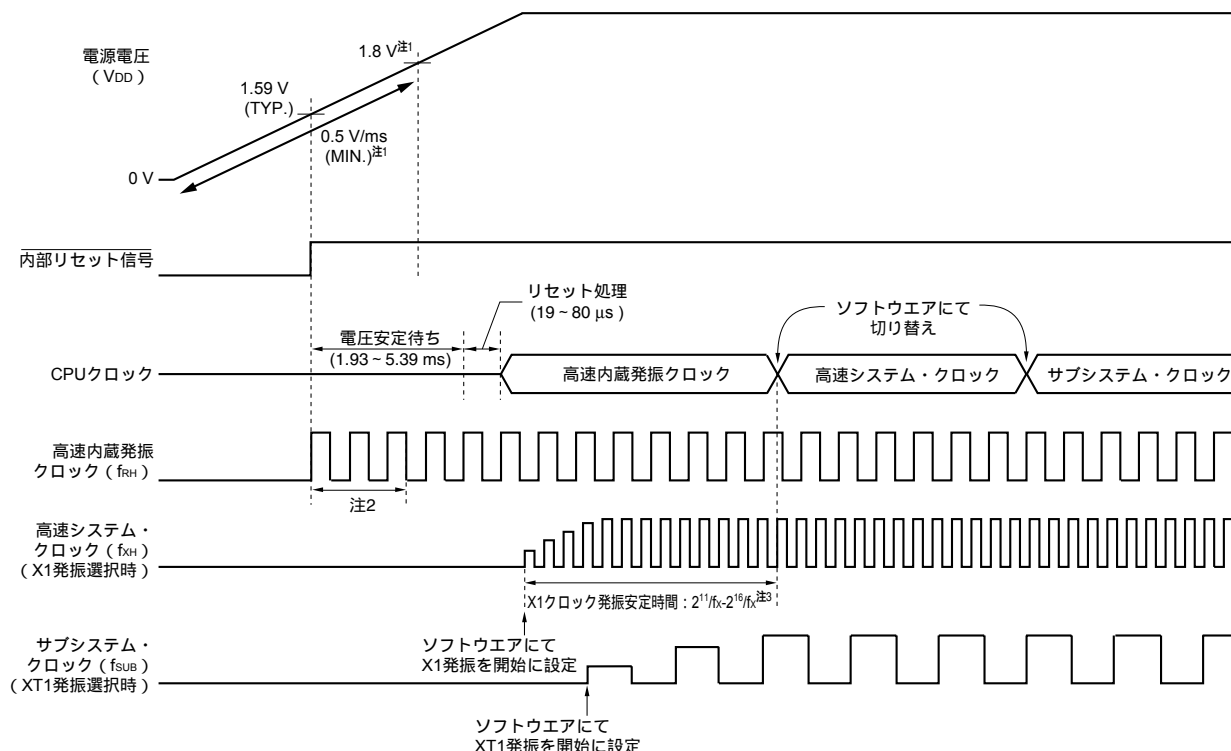 電源電圧
（VDD）
1.8 V注1
1.59 V
(TYP.)
0.5 V/ms
(MIN.)注1
0 V
内部リセット信号
リセット処理
(19～80 μs )
ソフトウエアにて
切り替え
電圧安定待ち
(1.93～5.39 ms)
CPUクロック
高速内蔵発振クロック
高速システム・クロック
サブシステム・クロック
高速内蔵発振
クロック（fRH）
注2
高速システム・
クロック（fXH）
（X1発振選択時）
X1クロック発振安定時間：2^11/fX-2^16/fX注3
ソフトウエアにて
X1発振を開始に設定
サブシステム・
クロック（fSUB）
（XT1発振選択時）
ソフトウエアにて
XT1発振を開始に設定